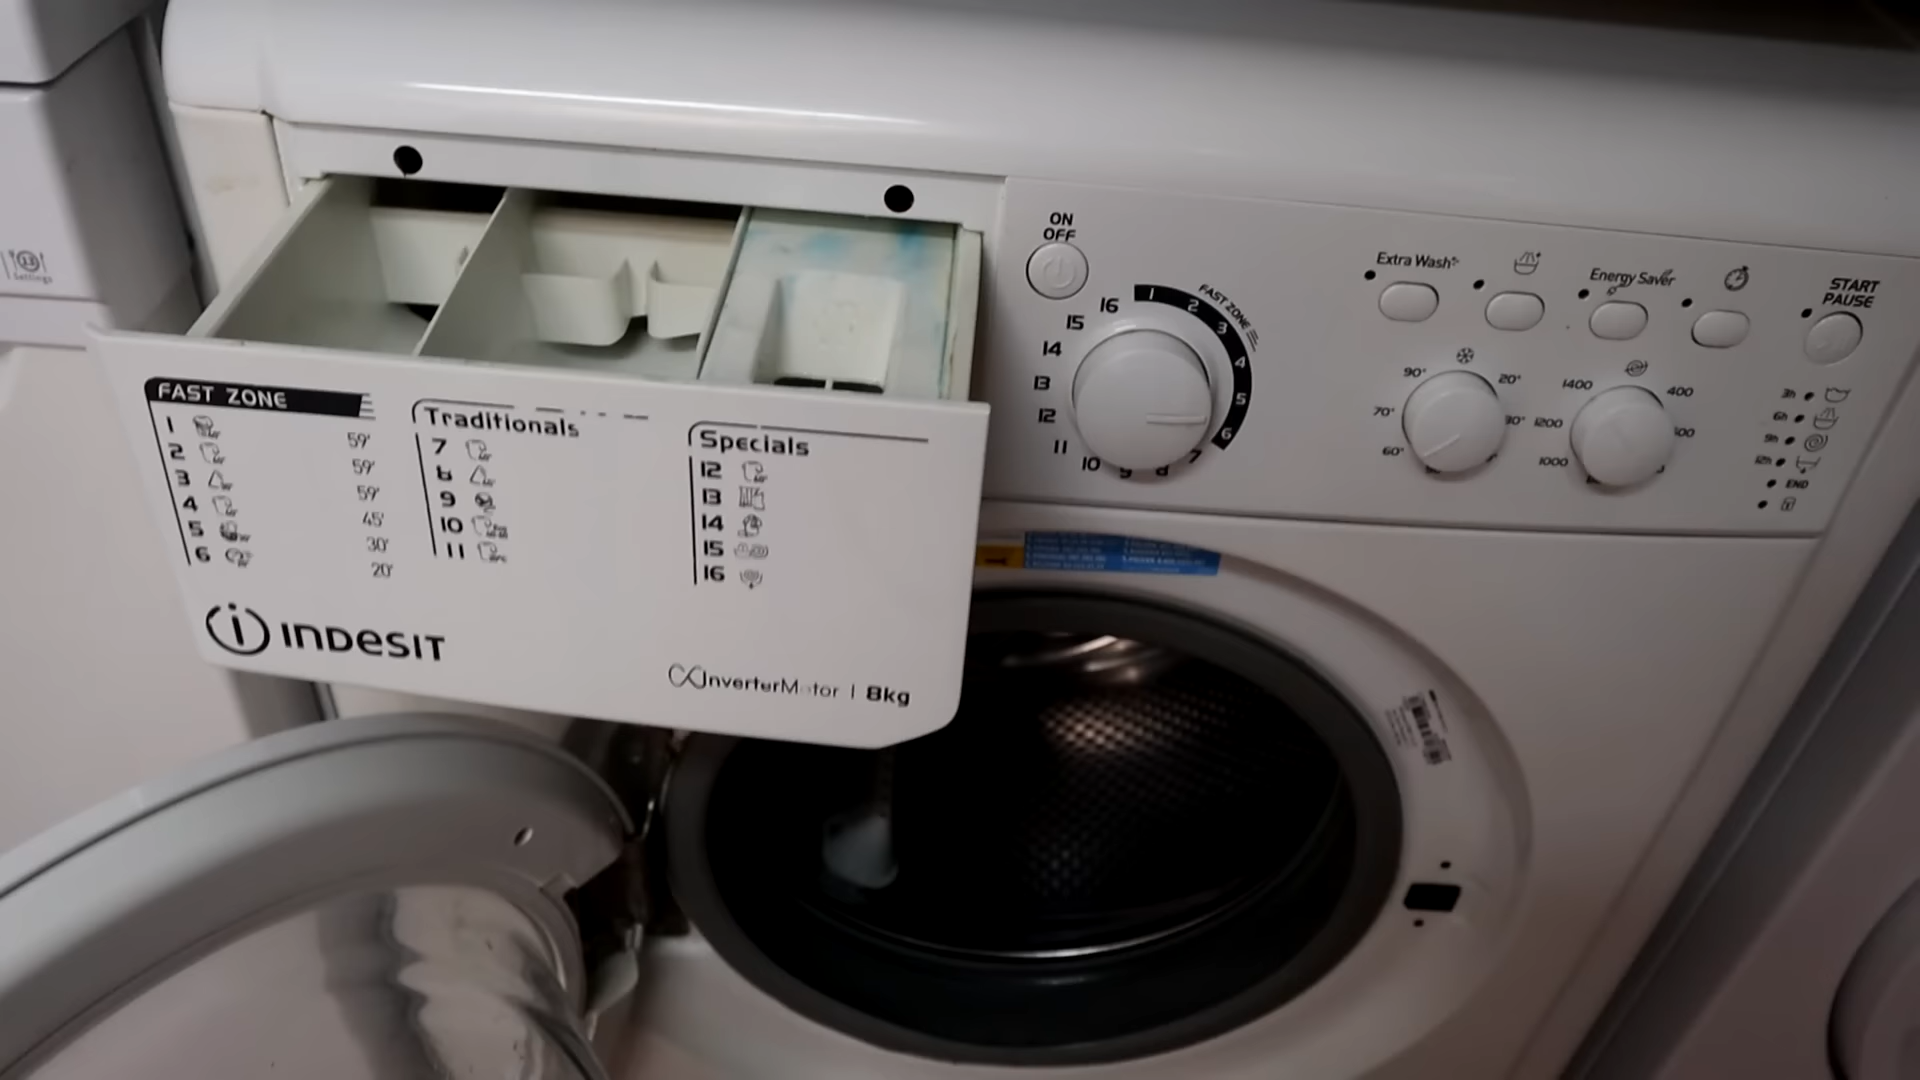 Settings
ON
OFF
FAST ZONE
16
1
2
3
4
5
6
7
8
9
10
11
12
13
14
15
Extra Wash
Energy Saver
START
PAUSE
90°
20°
70°
30°
60°
1400
400
1200
1000
3h
6h
9h
12h
END
FAST ZONE
1 59'
2 59'
3 59'
4 45'
5 30'
6 20'
Traditionals
7
8
9
10
11
Specials
12
13
14
15
16
INDESIT
InverterMotor | 8kg